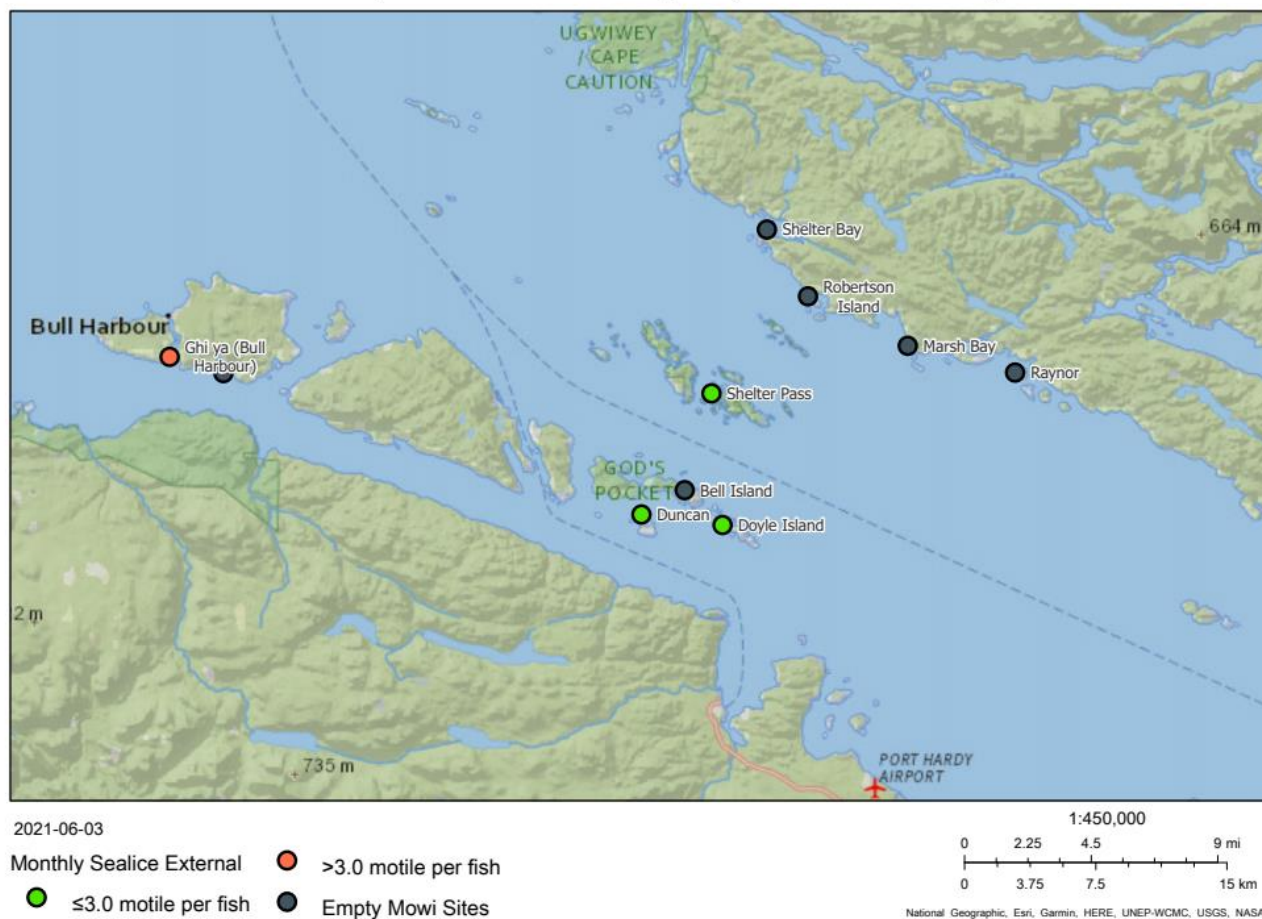 UGWIWEY
/ CAPE
CAUTION
Shelter Bay
664 m
Robertson
Island
Bull Harbour
Ghi ya (Bull
Harbour)
Marsh Bay
Raynor
Shelter Pass
GOD'S
POCKET
Bell Island
Duncan
Doyle Island
2 m
735 m
PORT HARDY
AIRPORT
2021-06-03
Monthly Sealice External
≤3.0 motile per fish
>3.0 motile per fish
Empty Mowi Sites
1:450,000
0 2.25 4.5 9 mi
0 3.75 7.5 15 km
National Geographic, Esri, Garmin, HERE, UNEP-WCMC, USGS, NASA